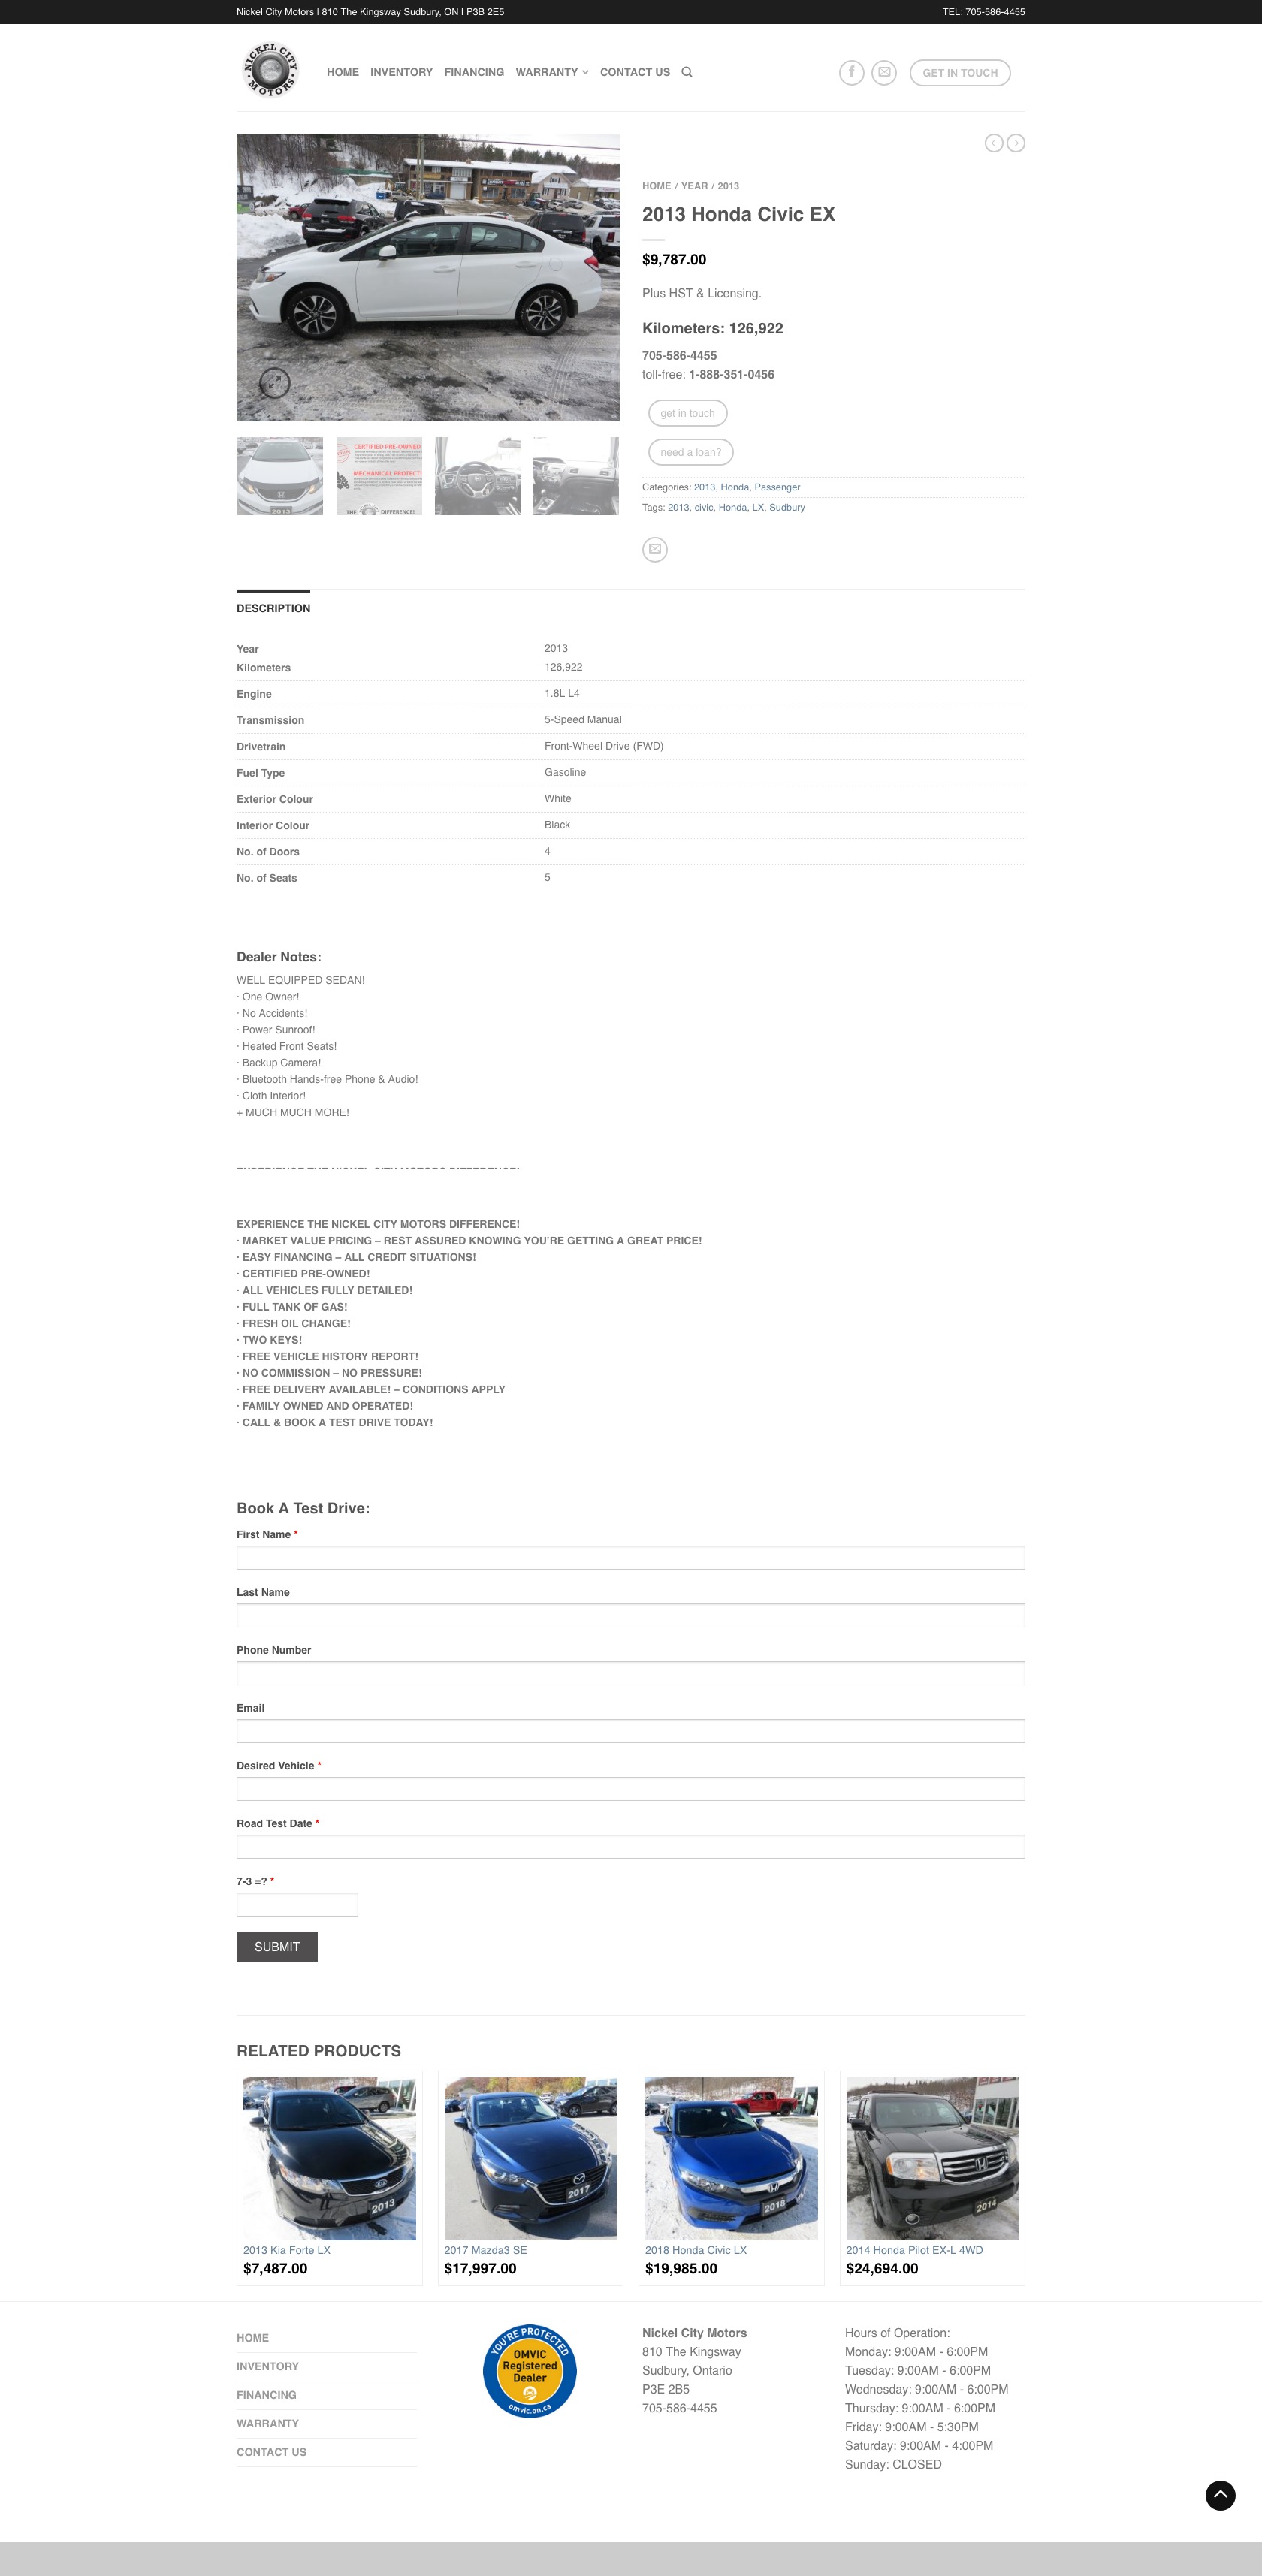 Nickel City Motors | 810 The Kingsway Sudbury, ON | P3B 2E5
TEL: 705-586-4455
NICKEL CITY MOTORS
HOME INVENTORY FINANCING WARRANTY CONTACT US
GET IN TOUCH
HOME / YEAR / 2013
2013 Honda Civic EX
$9,787.00
Plus HST & Licensing.
Kilometers: 126,922
705-586-4455
toll-free: 1-888-351-0456
get in touch
need a loan?
2013
CERTIFIED PRE-OWNED
MECHANICAL PROTECTI
THE DIFFERENCE!
Categories: 2013, Honda, Passenger
Tags: 2013, civic, Honda, LX, Sudbury
DESCRIPTION
Year 2013
Kilometers 126,922
Engine 1.8L L4
Transmission 5-Speed Manual
Drivetrain Front-Wheel Drive (FWD)
Fuel Type Gasoline
Exterior Colour White
Interior Colour Black
No. of Doors 4
No. of Seats 5
Dealer Notes:
WELL EQUIPPED SEDAN!
· One Owner!
· No Accidents!
· Power Sunroof!
· Heated Front Seats!
· Backup Camera!
· Bluetooth Hands-free Phone & Audio!
· Cloth Interior!
+ MUCH MUCH MORE!
EXPERIENCE THE NICKEL CITY MOTORS DIFFERENCE!
· MARKET VALUE PRICING – REST ASSURED KNOWING YOU'RE GETTING A GREAT PRICE!
· EASY FINANCING – ALL CREDIT SITUATIONS!
· CERTIFIED PRE-OWNED!
· ALL VEHICLES FULLY DETAILED!
· FULL TANK OF GAS!
· FRESH OIL CHANGE!
· TWO KEYS!
· FREE VEHICLE HISTORY REPORT!
· NO COMMISSION – NO PRESSURE!
· FREE DELIVERY AVAILABLE! – CONDITIONS APPLY
· FAMILY OWNED AND OPERATED!
· CALL & BOOK A TEST DRIVE TODAY!
Book A Test Drive:
First Name *
Last Name
Phone Number
Email
Desired Vehicle *
Road Test Date *
7-3 =? *
SUBMIT
RELATED PRODUCTS
2013
2017
2018
2014
2013 Kia Forte LX
$7,487.00
2017 Mazda3 SE
$17,997.00
2018 Honda Civic LX
$19,985.00
2014 Honda Pilot EX-L 4WD
$24,694.00
HOME
INVENTORY
FINANCING
WARRANTY
CONTACT US
YOU'RE PROTECTED
OMVIC
Registered
Dealer
omvic.on.ca
Nickel City Motors
810 The Kingsway
Sudbury, Ontario
P3E 2B5
705-586-4455
Hours of Operation:
Monday: 9:00AM - 6:00PM
Tuesday: 9:00AM - 6:00PM
Wednesday: 9:00AM - 6:00PM
Thursday: 9:00AM - 6:00PM
Friday: 9:00AM - 5:30PM
Saturday: 9:00AM - 4:00PM
Sunday: CLOSED